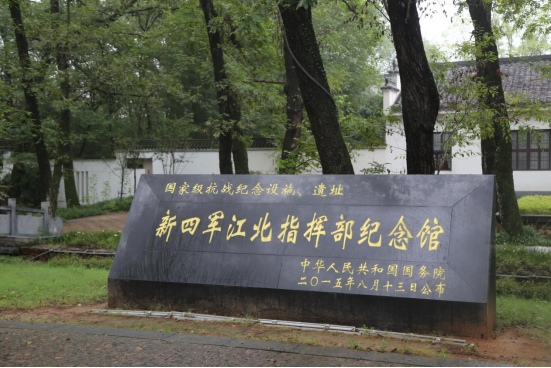 国家级抗战纪念设施、遗址
新四军江北指挥部纪念馆
中华人民共和国国务院
二〇一五年八月十三日公布